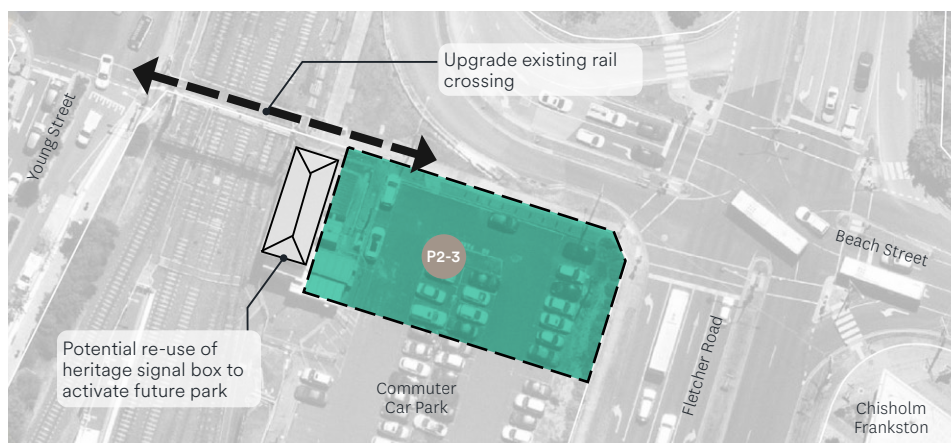 Upgrade existing rail
crossing
Young Street
P2-3
Beach Street
Potential re-use of
heritage signal box to
activate future park
Commuter
Car Park
Fletcher Road
Chisholm
Frankston